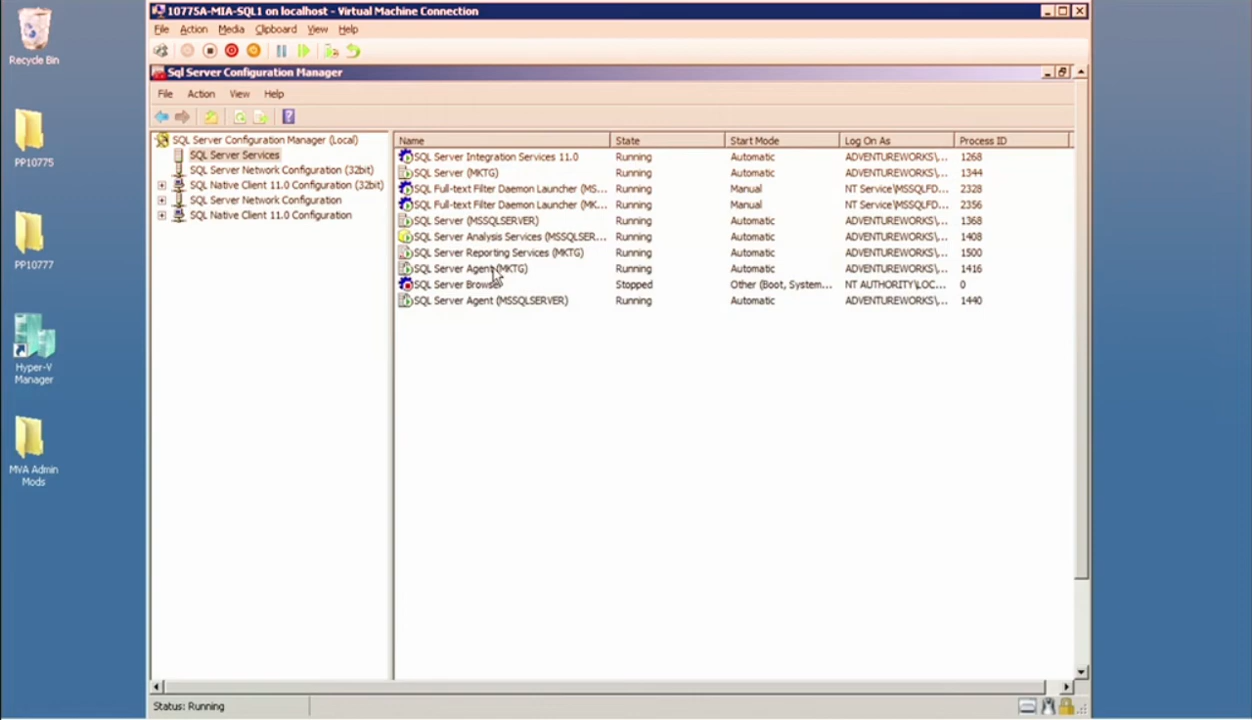 10775A-MIA-SQL1 on localhost - Virtual Machine Connection
File Action Media Clipboard View Help
Sql Server Configuration Manager
File Action View Help
SQL Server Configuration Manager (Local)
SQL Server Services
SQL Server Network Configuration (32bit)
SQL Native Client 11.0 Configuration (32bit)
SQL Server Network Configuration
SQL Native Client 11.0 Configuration
Name State Start Mode Log On As Process ID
SQL Server Integration Services 11.0 Running Automatic ADVENTUREWORKS\... 1268
SQL Server (MKTG) Running Automatic ADVENTUREWORKS\... 1344
SQL Full-text Filter Daemon Launcher (MS... Running Manual NT Service\MSSQLFD... 2328
SQL Full-text Filter Daemon Launcher (MK... Running Manual NT Service\MSSQLFD... 2356
SQL Server (MSSQLSERVER) Running Automatic ADVENTUREWORKS\... 1368
SQL Server Analysis Services (MSSQLSER... Running Automatic ADVENTUREWORKS\... 1408
SQL Server Reporting Services (MKTG) Running Automatic ADVENTUREWORKS\... 1500
SQL Server Agent (MKTG) Running Automatic ADVENTUREWORKS\... 1416
SQL Server Browser Stopped Other (Boot, System... NT AUTHORITY\LOC... 0
SQL Server Agent (MSSQLSERVER) Running Automatic ADVENTUREWORKS\... 1440
Status: Running
Recycle Bin
PP10775
PP10777
Hyper-V
Manager
MVA Admin
Mods